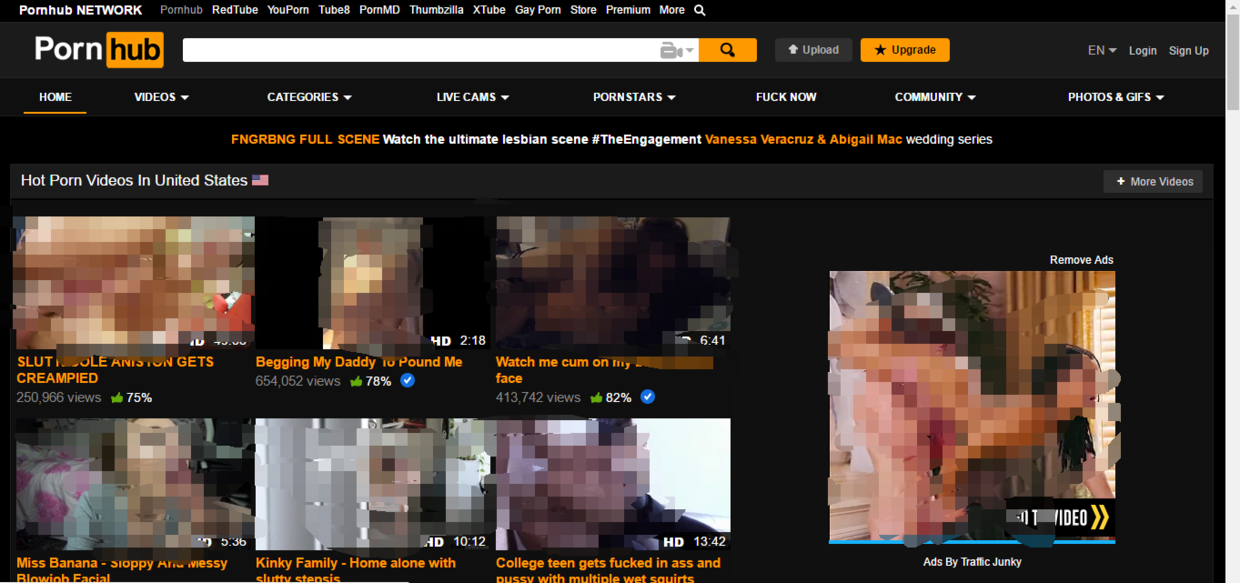 Pornhub NETWORK Pornhub RedTube YouPorn Tube8 PornMD Thumbzilla XTube Gay Porn Store Premium More
Porn hub Upload Upgrade EN Login Sign Up
HOME VIDEOS CATEGORIES LIVE CAMS PORNSTARS FUCK NOW COMMUNITY PHOTOS & GIFS
FNGRBNG FULL SCENE Watch the ultimate lesbian scene #TheEngagement Vanessa Veracruz & Abigail Mac wedding series
Hot Porn Videos In United States + More Videos
Remove Ads
HD 2:18
6:41
SLUT ANISTON GETS
CREAMPIED
250,966 views 75%
Begging My Daddy To Pound Me
654,052 views 78%
Watch me cum on my
face
413,742 views 82%
5:36
HD 10:12
HD 13:42
VIDEO
Ads By Traffic Junky
Miss Banana - Sloppy And Messy
Blowjob Facial
Kinky Family - Home alone with
slutty stepsis
College teen gets fucked in ass and
pussy with multiple wet squirts